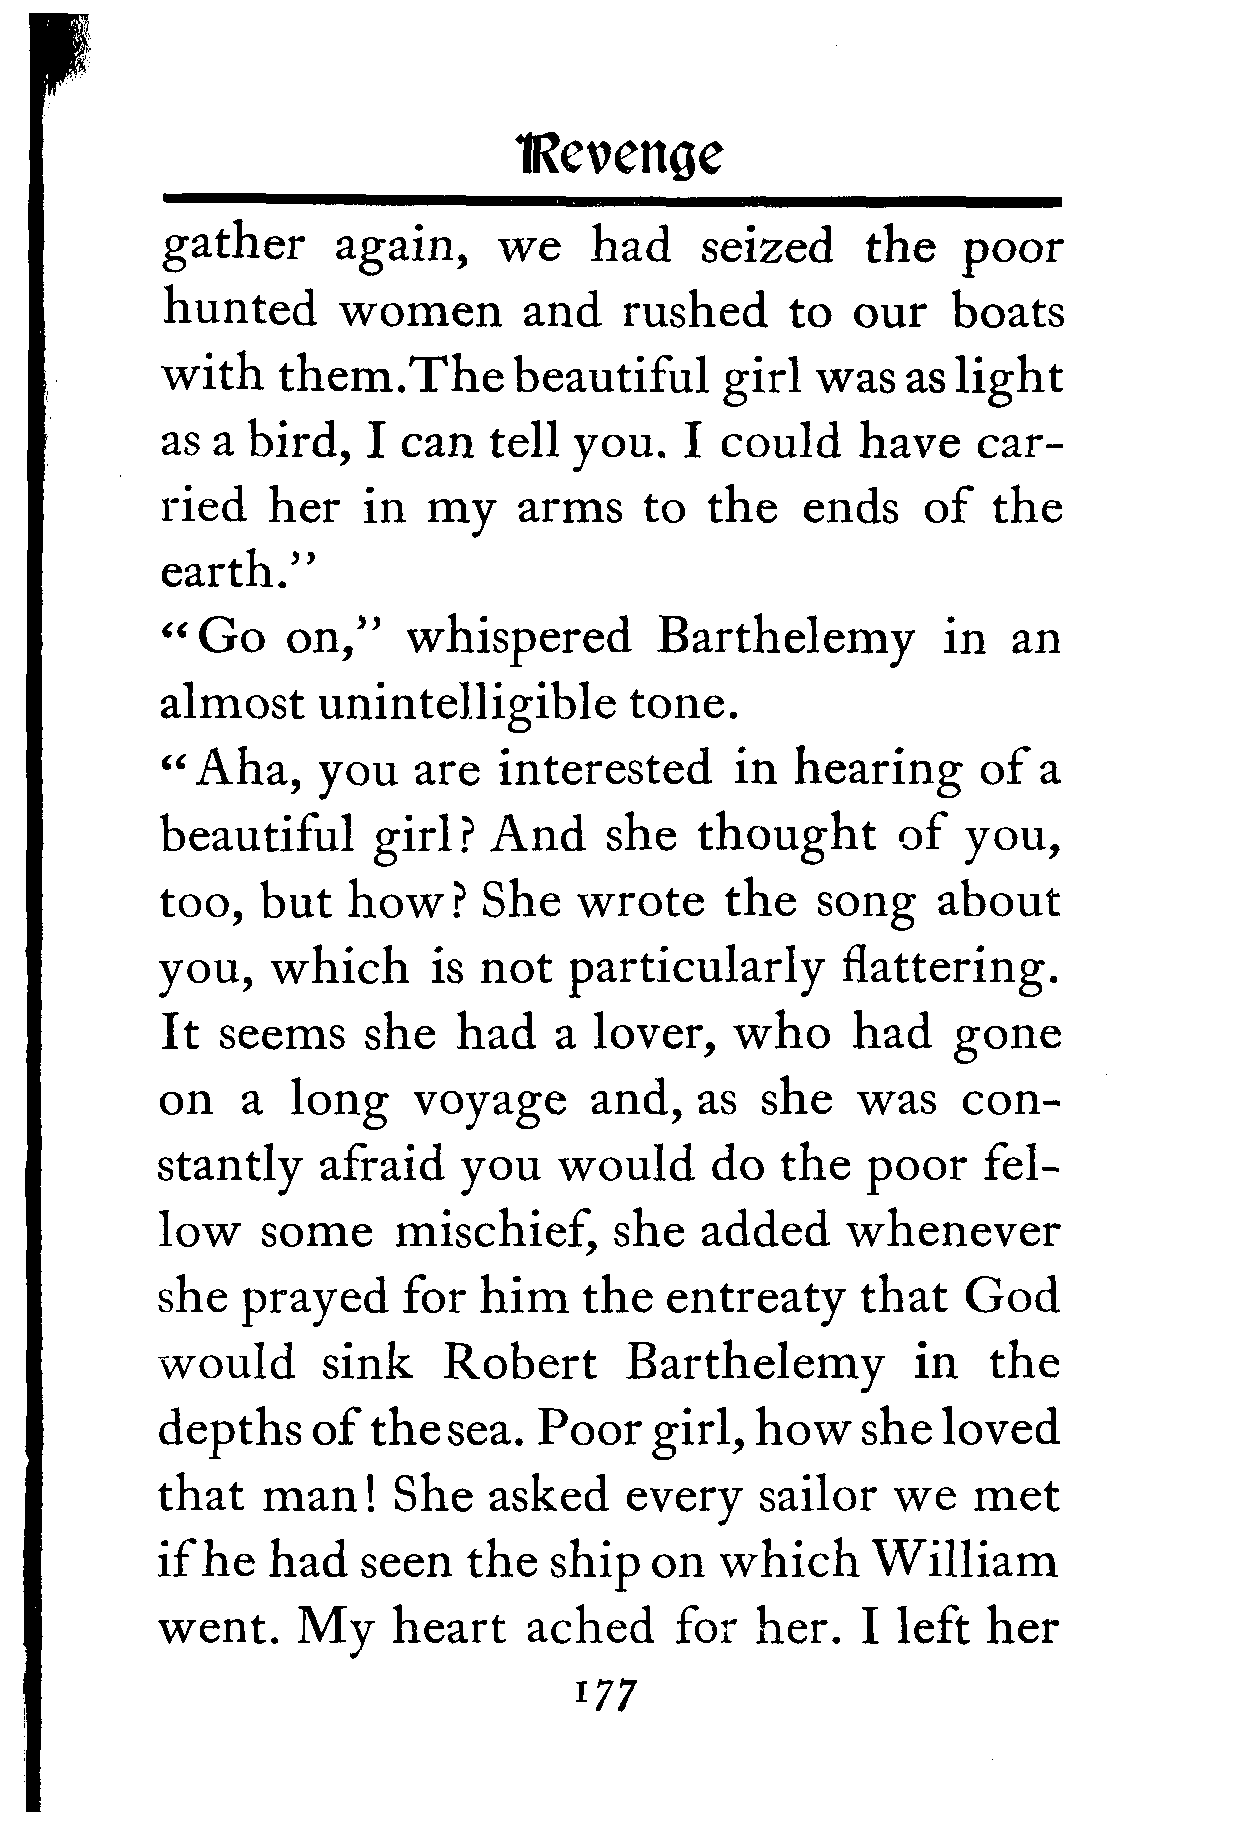 Revenge
gather again, we had seized the poor
hunted women and rushed to our boats
with them. The beautiful girl was as light
as a bird, I can tell you. I could have car-
ried her in my arms to the ends of the
earth.”
“Go on,” whispered Barthelemy in an
almost unintelligible tone.
“Aha, you are interested in hearing of a
beautiful girl? And she thought of you,
too, but how? She wrote the song about
you, which is not particularly flattering.
It seems she had a lover, who had gone
on a long voyage and, as she was con-
stantly afraid you would do the poor fel-
low some mischief, she added whenever
she prayed for him the entreaty that God
would sink Robert Barthelemy in the
depths of the sea. Poor girl, how she loved
that man! She asked every sailor we met
if he had seen the ship on which William
went. My heart ached for her. I left her
177